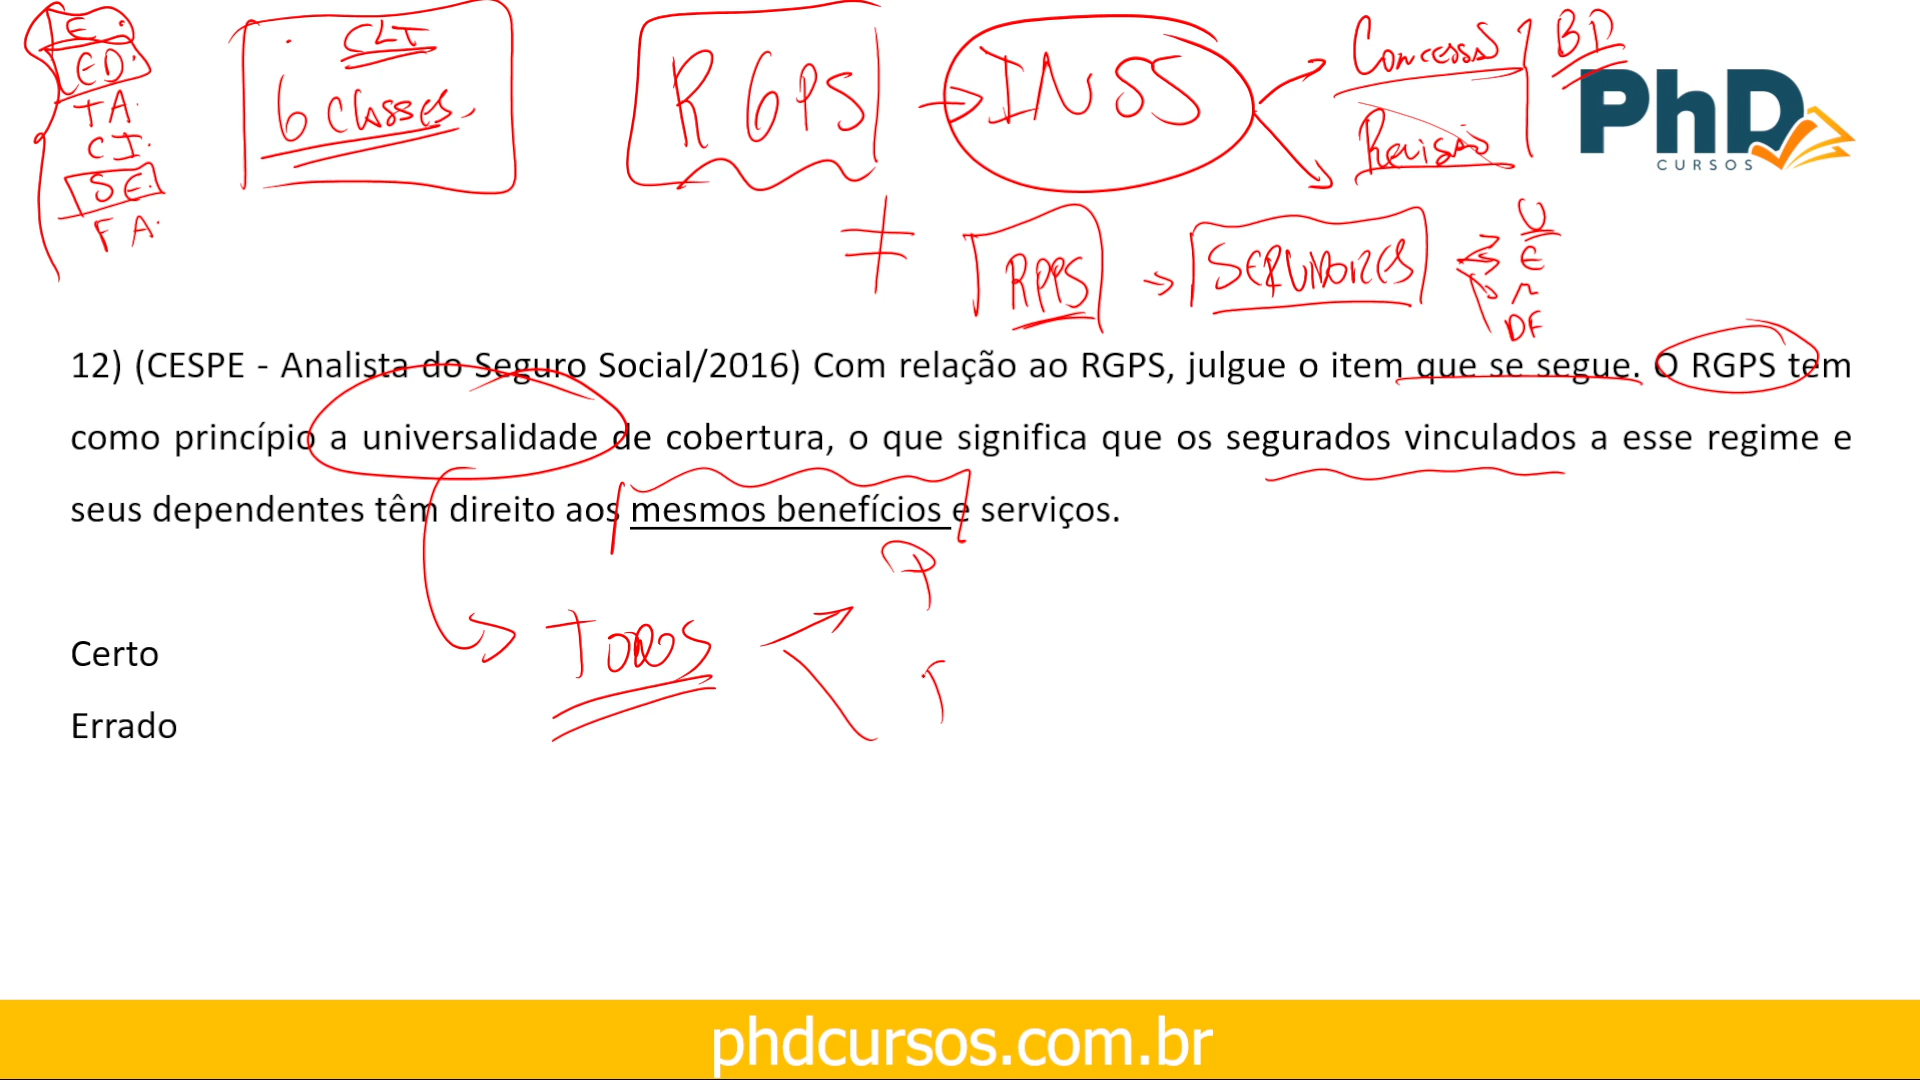 E.
ED.
TA.
CI.
SE.
FA.
CLT
6 Classes.
RGPS
INSS
Concessão
Revisão
BP
PhD
CURSOS
≠
RPPS
SERVIDORES
U
E
M
DF
12) (CESPE - Analista do Seguro Social/2016) Com relação ao RGPS, julgue o item que se segue. O RGPS tem
como princípio a universalidade de cobertura, o que significa que os segurados vinculados a esse regime e
seus dependentes têm direito aos mesmos benefícios e serviços.
TODOS
Certo
Errado
phdcursos.com.br